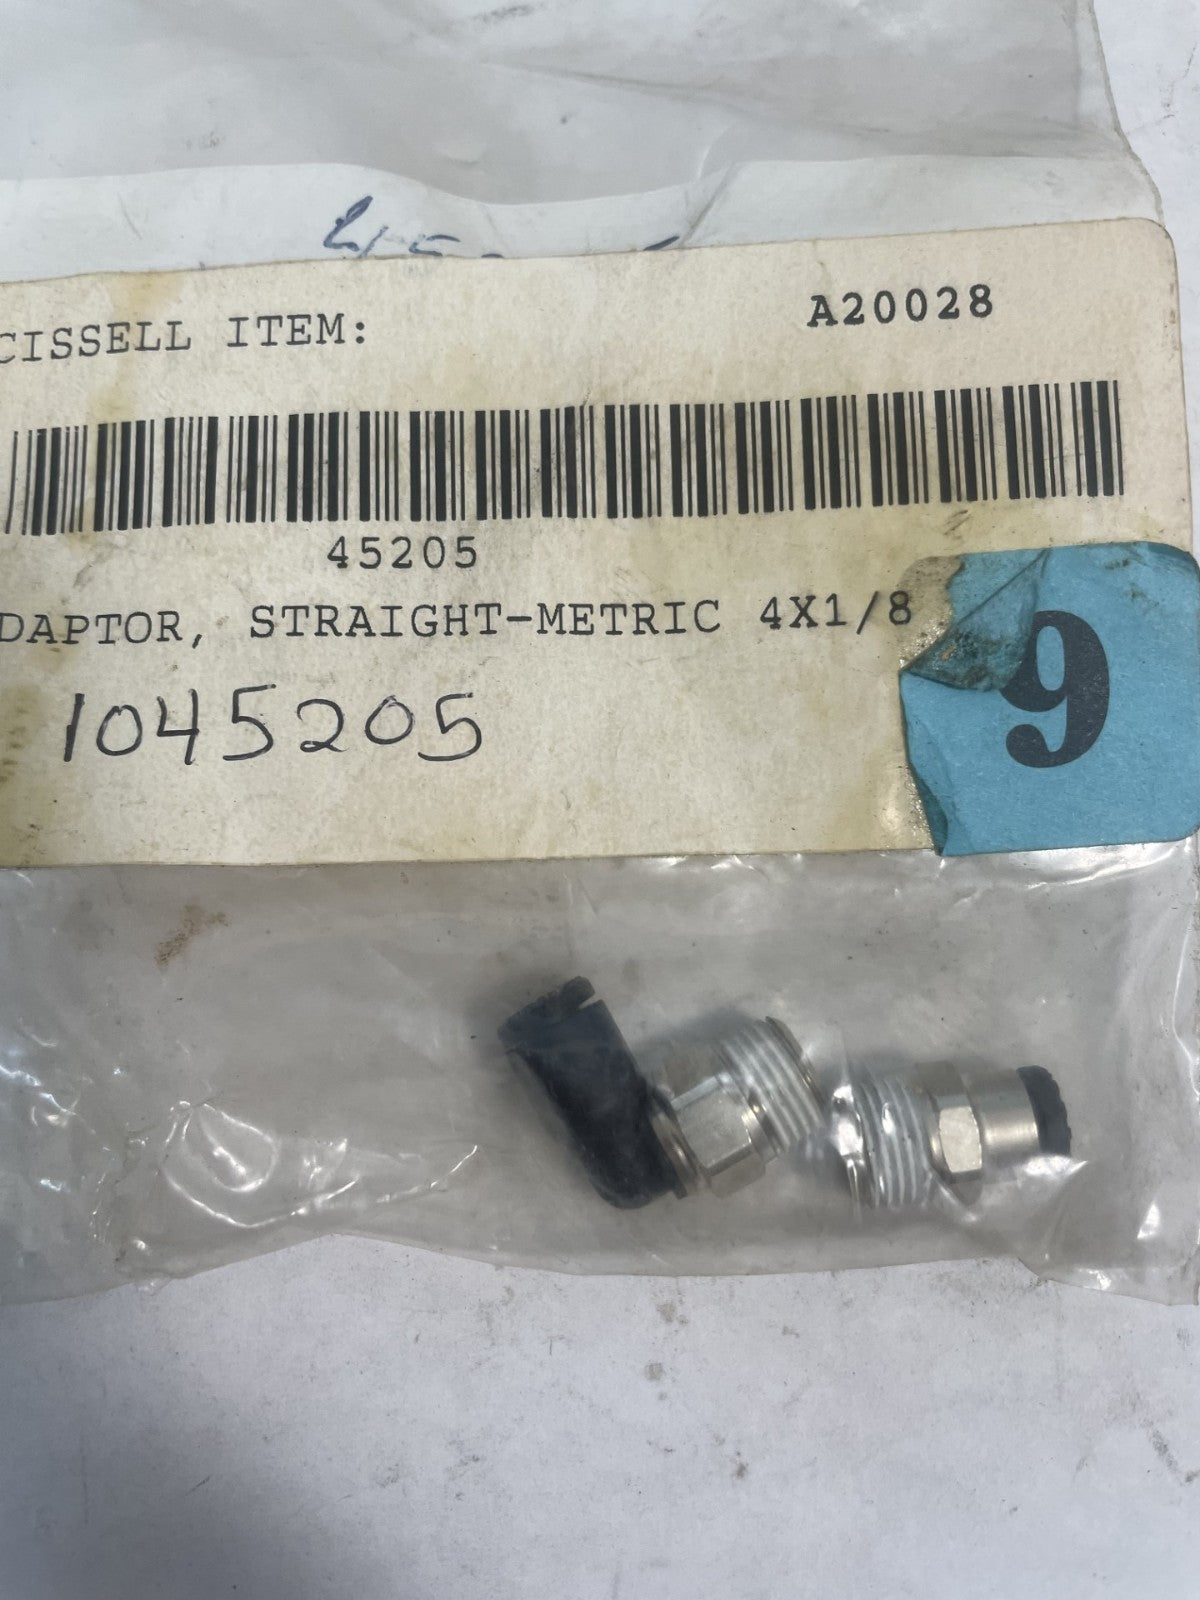 CISSELL ITEM: A20028
45205
DAPTOR, STRAIGHT-METRIC 4X1/8
9
1045205